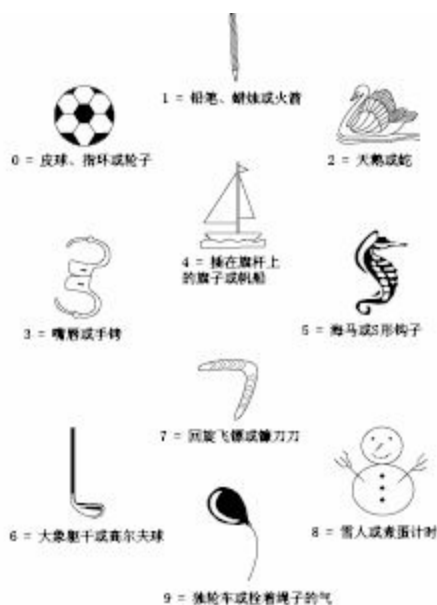 1 = 铅笔、蜡烛或火箭
0 = 皮球、指环或轮子
2 = 天鹅或蛇
4 = 插在旗杆上
的旗子或帆船
3 = 嘴唇或手铐
5 = 海马或S形钩子
7 = 回旋飞镖或镰刀刀
6 = 大象躯干或高尔夫球
8 = 雪人或煮蛋计时
9 = 独轮车或栓着绳子的气